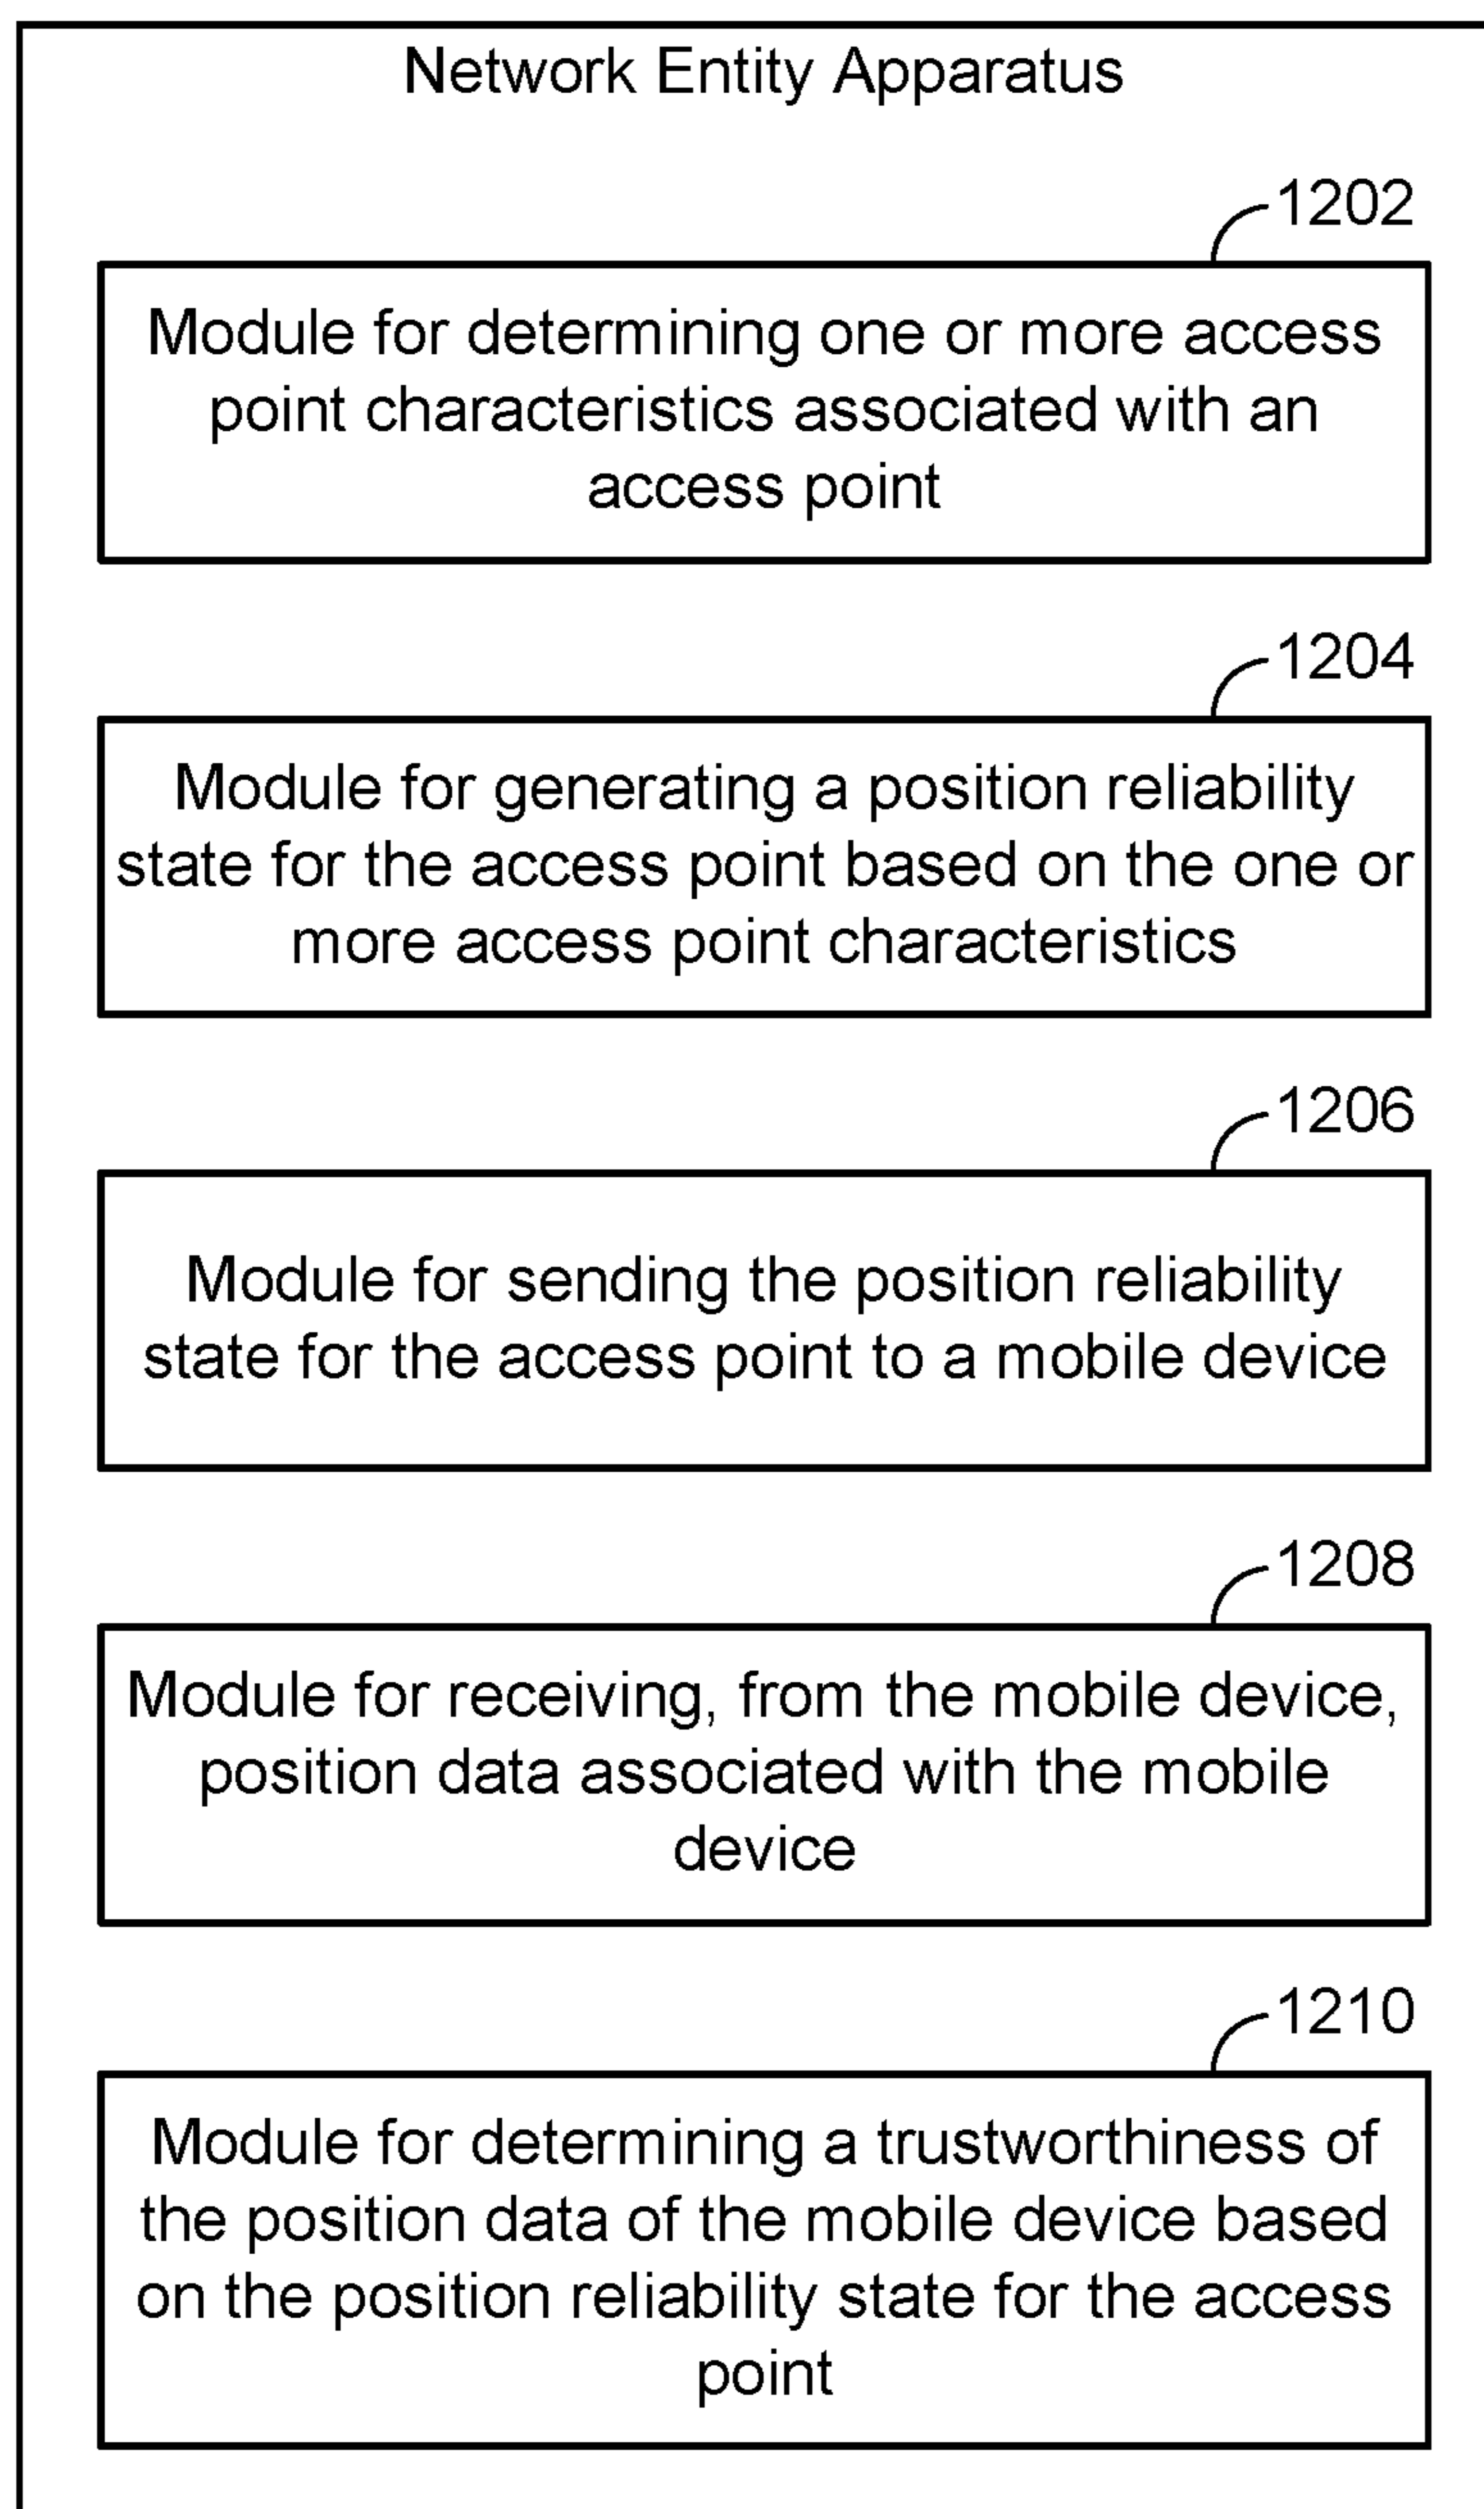 Network Entity Apparatus
1202
Module for determining one or more access
point characteristics associated with an
access point
1204
Module for generating a position reliability
state for the access point based on the one or
more access point characteristics
1206
Module for sending the position reliability
state for the access point to a mobile device
1208
Module for receiving, from the mobile device,
position data associated with the mobile
device
1210
Module for determining a trustworthiness of
the position data of the mobile device based
on the position reliability state for the access
point